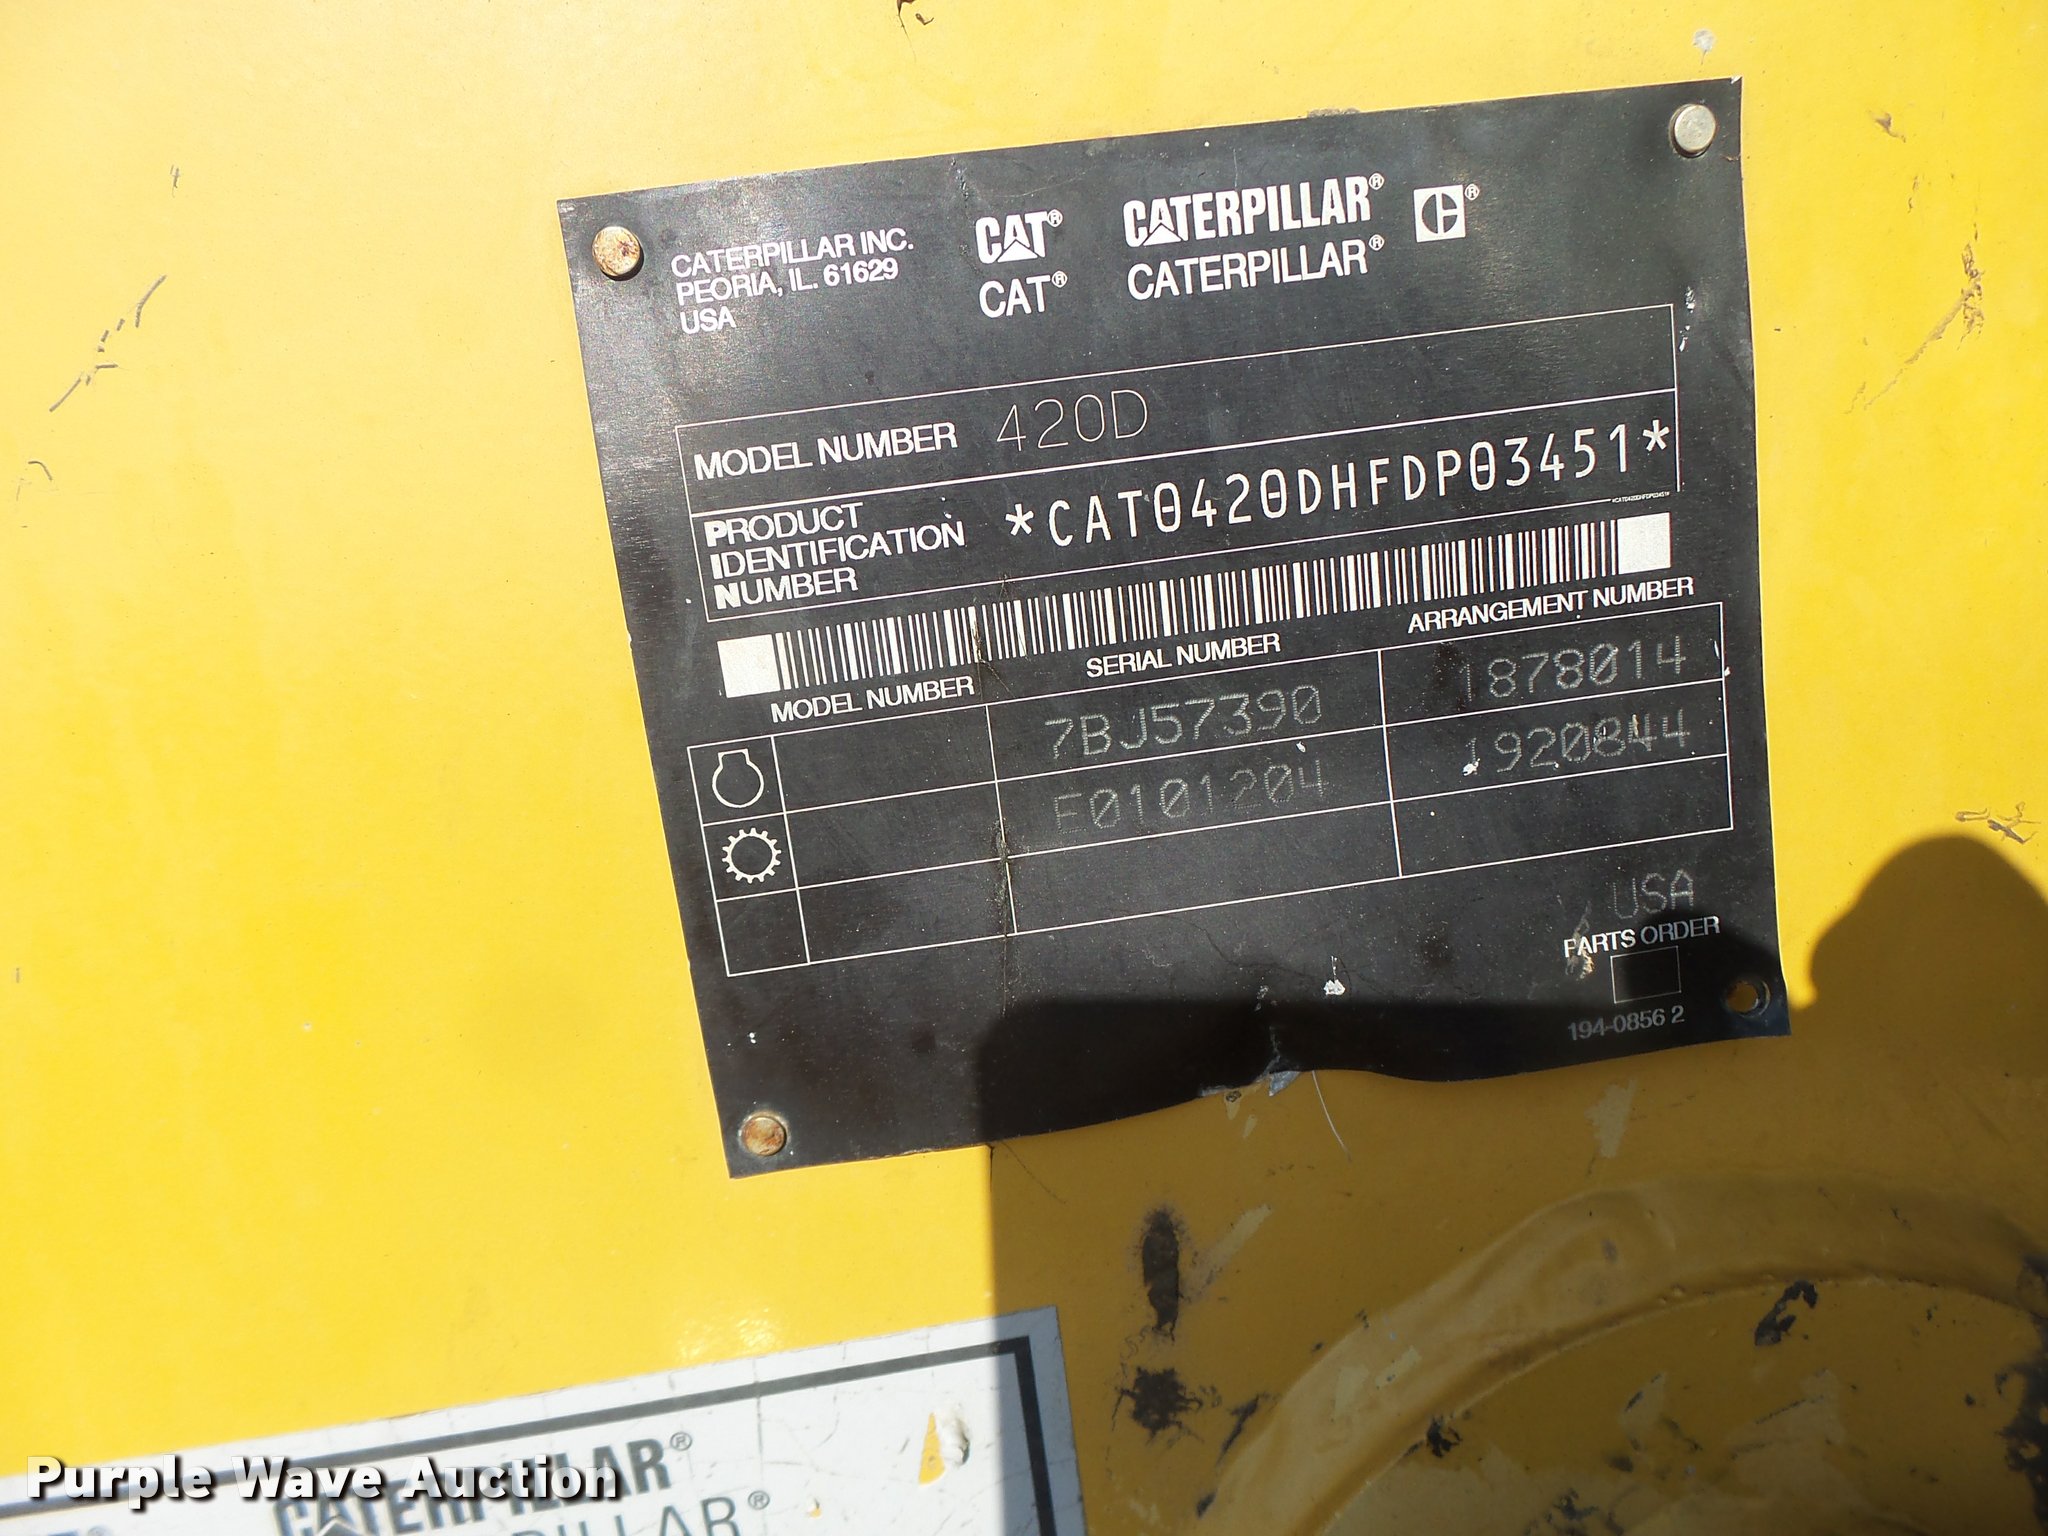 CATERPILLAR INC.
PEORIA, IL. 61629
USA
CAT®
CAT®
CATERPILLAR®
CATERPILLAR®
®
MODEL NUMBER 420D
PRODUCT IDENTIFICATION NUMBER *CAT0420DHFDP03451*
*CAT0420DHFDP03451*
MODEL NUMBER SERIAL NUMBER ARRANGEMENT NUMBER
7BJ57390 1878014
E0101204 1920844
USA
PARTS ORDER
194-0856 2
CATERPILLAR®
Purple Wave Auction